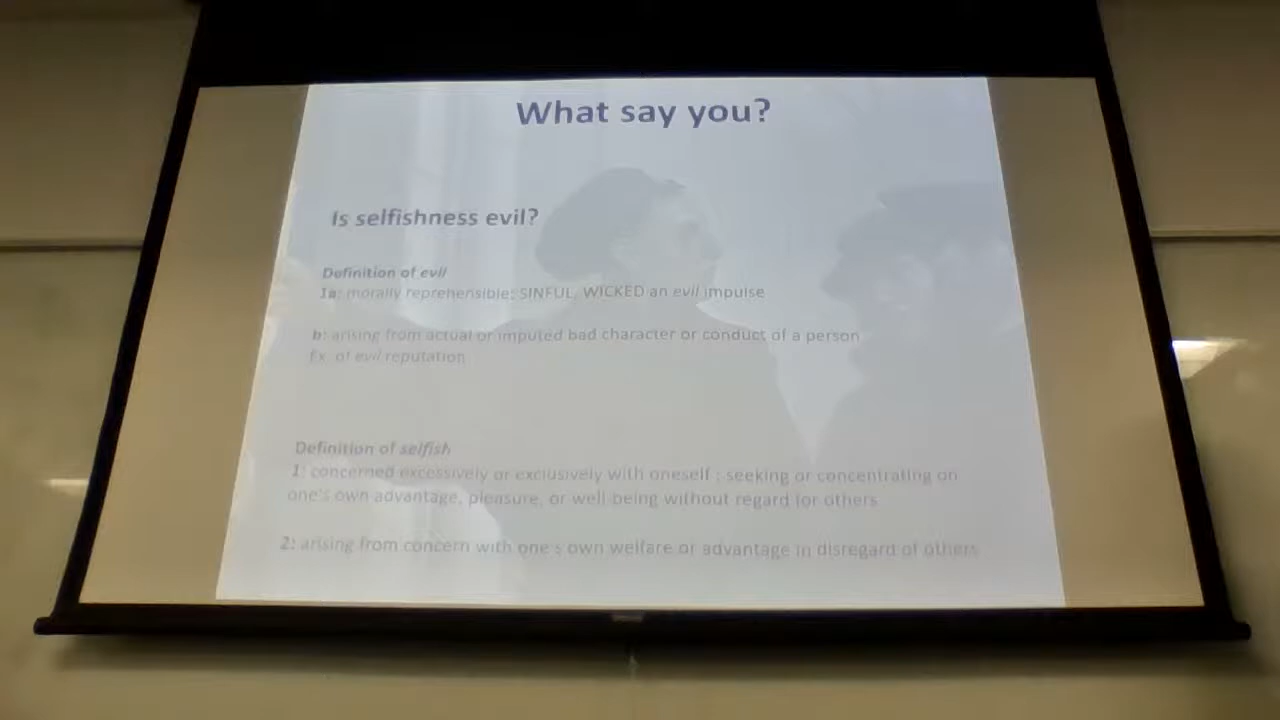 What say you?
Is selfishness evil?
Definition of evil
1a: morally reprehensible: SINFUL, WICKED an evil impulse
b: arising from actual or imputed bad character or conduct of a person
Ex. of evil reputation
Definition of selfish
1: concerned excessively or exclusively with oneself : seeking or concentrating on
one's own advantage, pleasure, or well-being without regard for others
2: arising from concern with one's own welfare or advantage in disregard of others